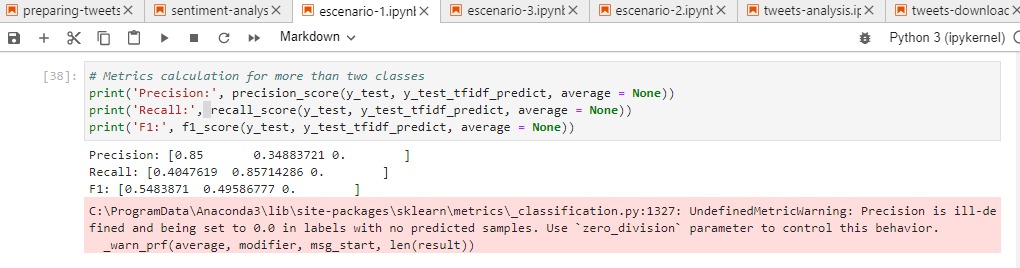 preparing-tweets
sentiment-analys
escenario-1.ipynb
escenario-3.ipynb
escenario-2.ipynb
tweets-analysis.ip
tweets-downloac
Markdown
Python 3 (ipykernel)
[38]: # Metrics calculation for more than two classes
print('Precision:', precision_score(y_test, y_test_tfidf_predict, average = None))
print('Recall:', recall_score(y_test, y_test_tfidf_predict, average = None))
print('F1:', f1_score(y_test, y_test_tfidf_predict, average = None))
Precision: [0.85 0.34883721 0. ]
Recall: [0.4047619 0.85714286 0. ]
F1: [0.5483871 0.49586777 0. ]
C:\ProgramData\Anaconda3\lib\site-packages\sklearn\metrics\_classification.py:1327: UndefinedMetricWarning: Precision is ill-de
fined and being set to 0.0 in labels with no predicted samples. Use `zero_division` parameter to control this behavior.
_warn_prf(average, modifier, msg_start, len(result))